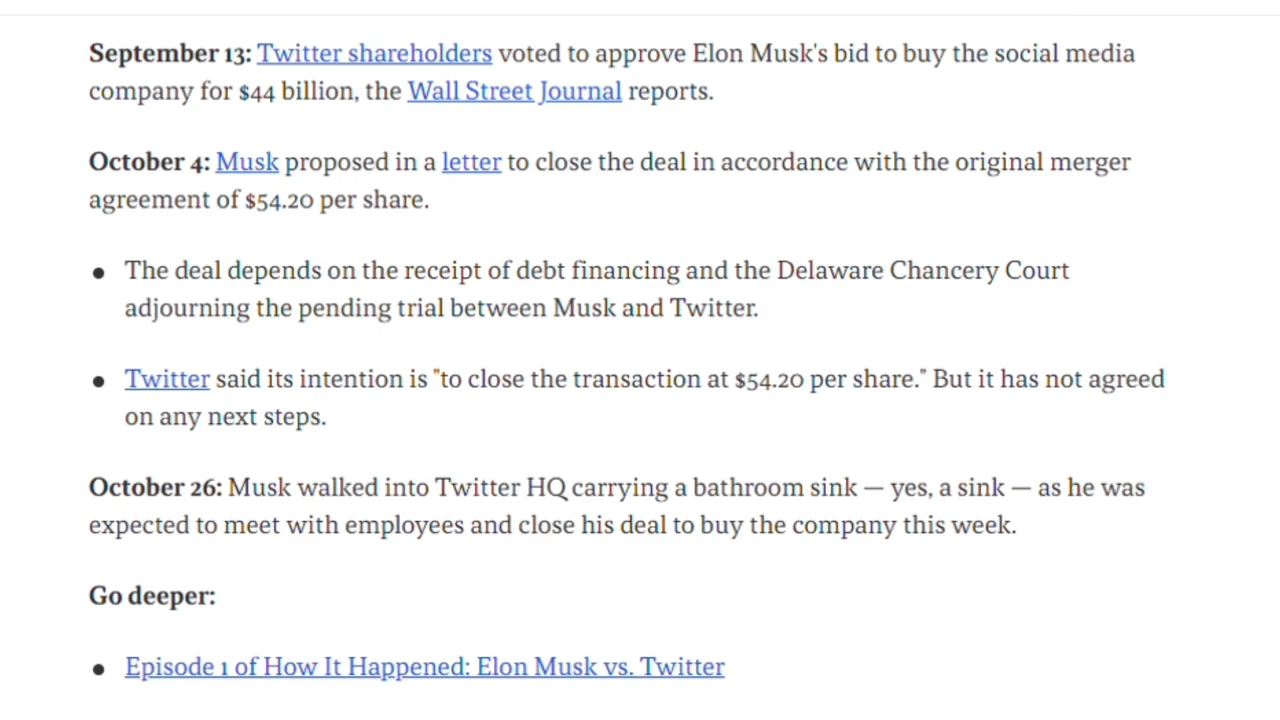 September 13: Twitter shareholders voted to approve Elon Musk's bid to buy the social media
company for $44 billion, the Wall Street Journal reports.
October 4: Musk proposed in a letter to close the deal in accordance with the original merger
agreement of $54.20 per share.
● The deal depends on the receipt of debt financing and the Delaware Chancery Court
adjourning the pending trial between Musk and Twitter.
● Twitter said its intention is "to close the transaction at $54.20 per share." But it has not agreed
on any next steps.
October 26: Musk walked into Twitter HQ carrying a bathroom sink — yes, a sink — as he was
expected to meet with employees and close his deal to buy the company this week.
Go deeper:
● Episode 1 of How It Happened: Elon Musk vs. Twitter